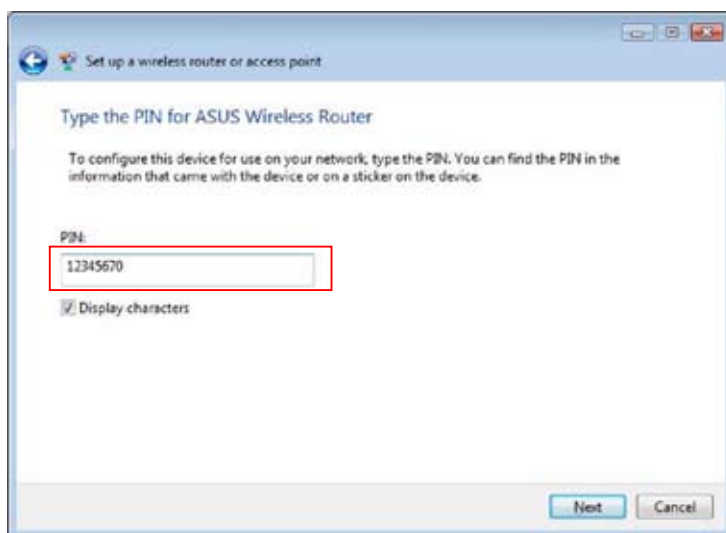 Set up a wireless router or access point
Type the PIN for ASUS Wireless Router
To configure this device for use on your network, type the PIN. You can find the PIN in the
information that came with the device or on a sticker on the device.
PIN:
12345670
Display characters
Next Cancel